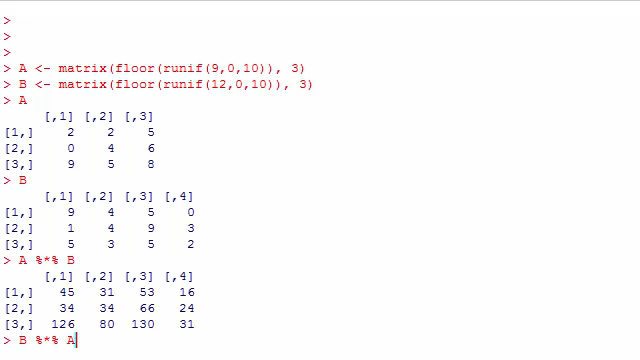 >
>
>
> A <- matrix(floor(runif(9,0,10)), 3)
> B <- matrix(floor(runif(12,0,10)), 3)
> A
     [,1] [,2] [,3]
[1,]    2    2    5
[2,]    0    4    6
[3,]    9    5    8
> B
     [,1] [,2] [,3] [,4]
[1,]    9    4    5    0
[2,]    1    4    9    3
[3,]    5    3    5    2
> A %*% B
     [,1] [,2] [,3] [,4]
[1,]   45   31   53   16
[2,]   34   34   66   24
[3,]  126   80  130   31
> B %*% A